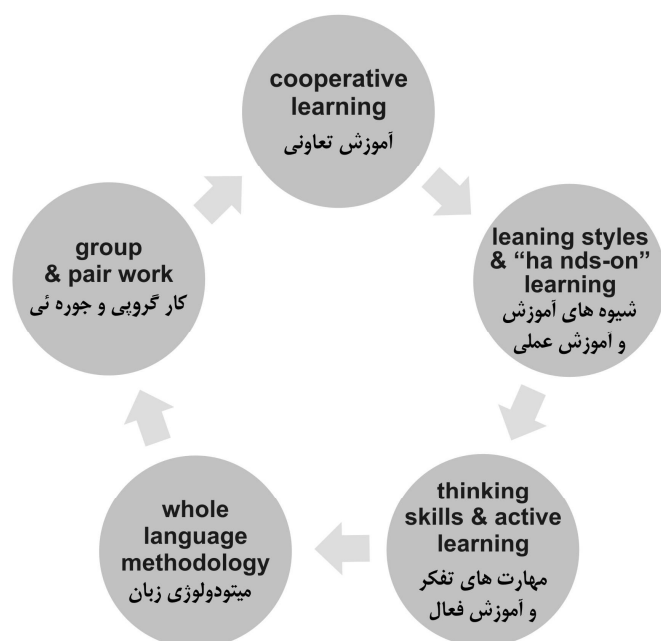 cooperative
learning
آموزش تعاونی
leaning styles
& “ha nds-on”
learning
شیوه های آموزش
و آموزش عملی
thinking
skills & active
learning
مهارت های تفکر
و آموزش فعال
whole
language
methodology
میتودولوژی زبان
group
& pair work
کار گروپی و جوره ئی